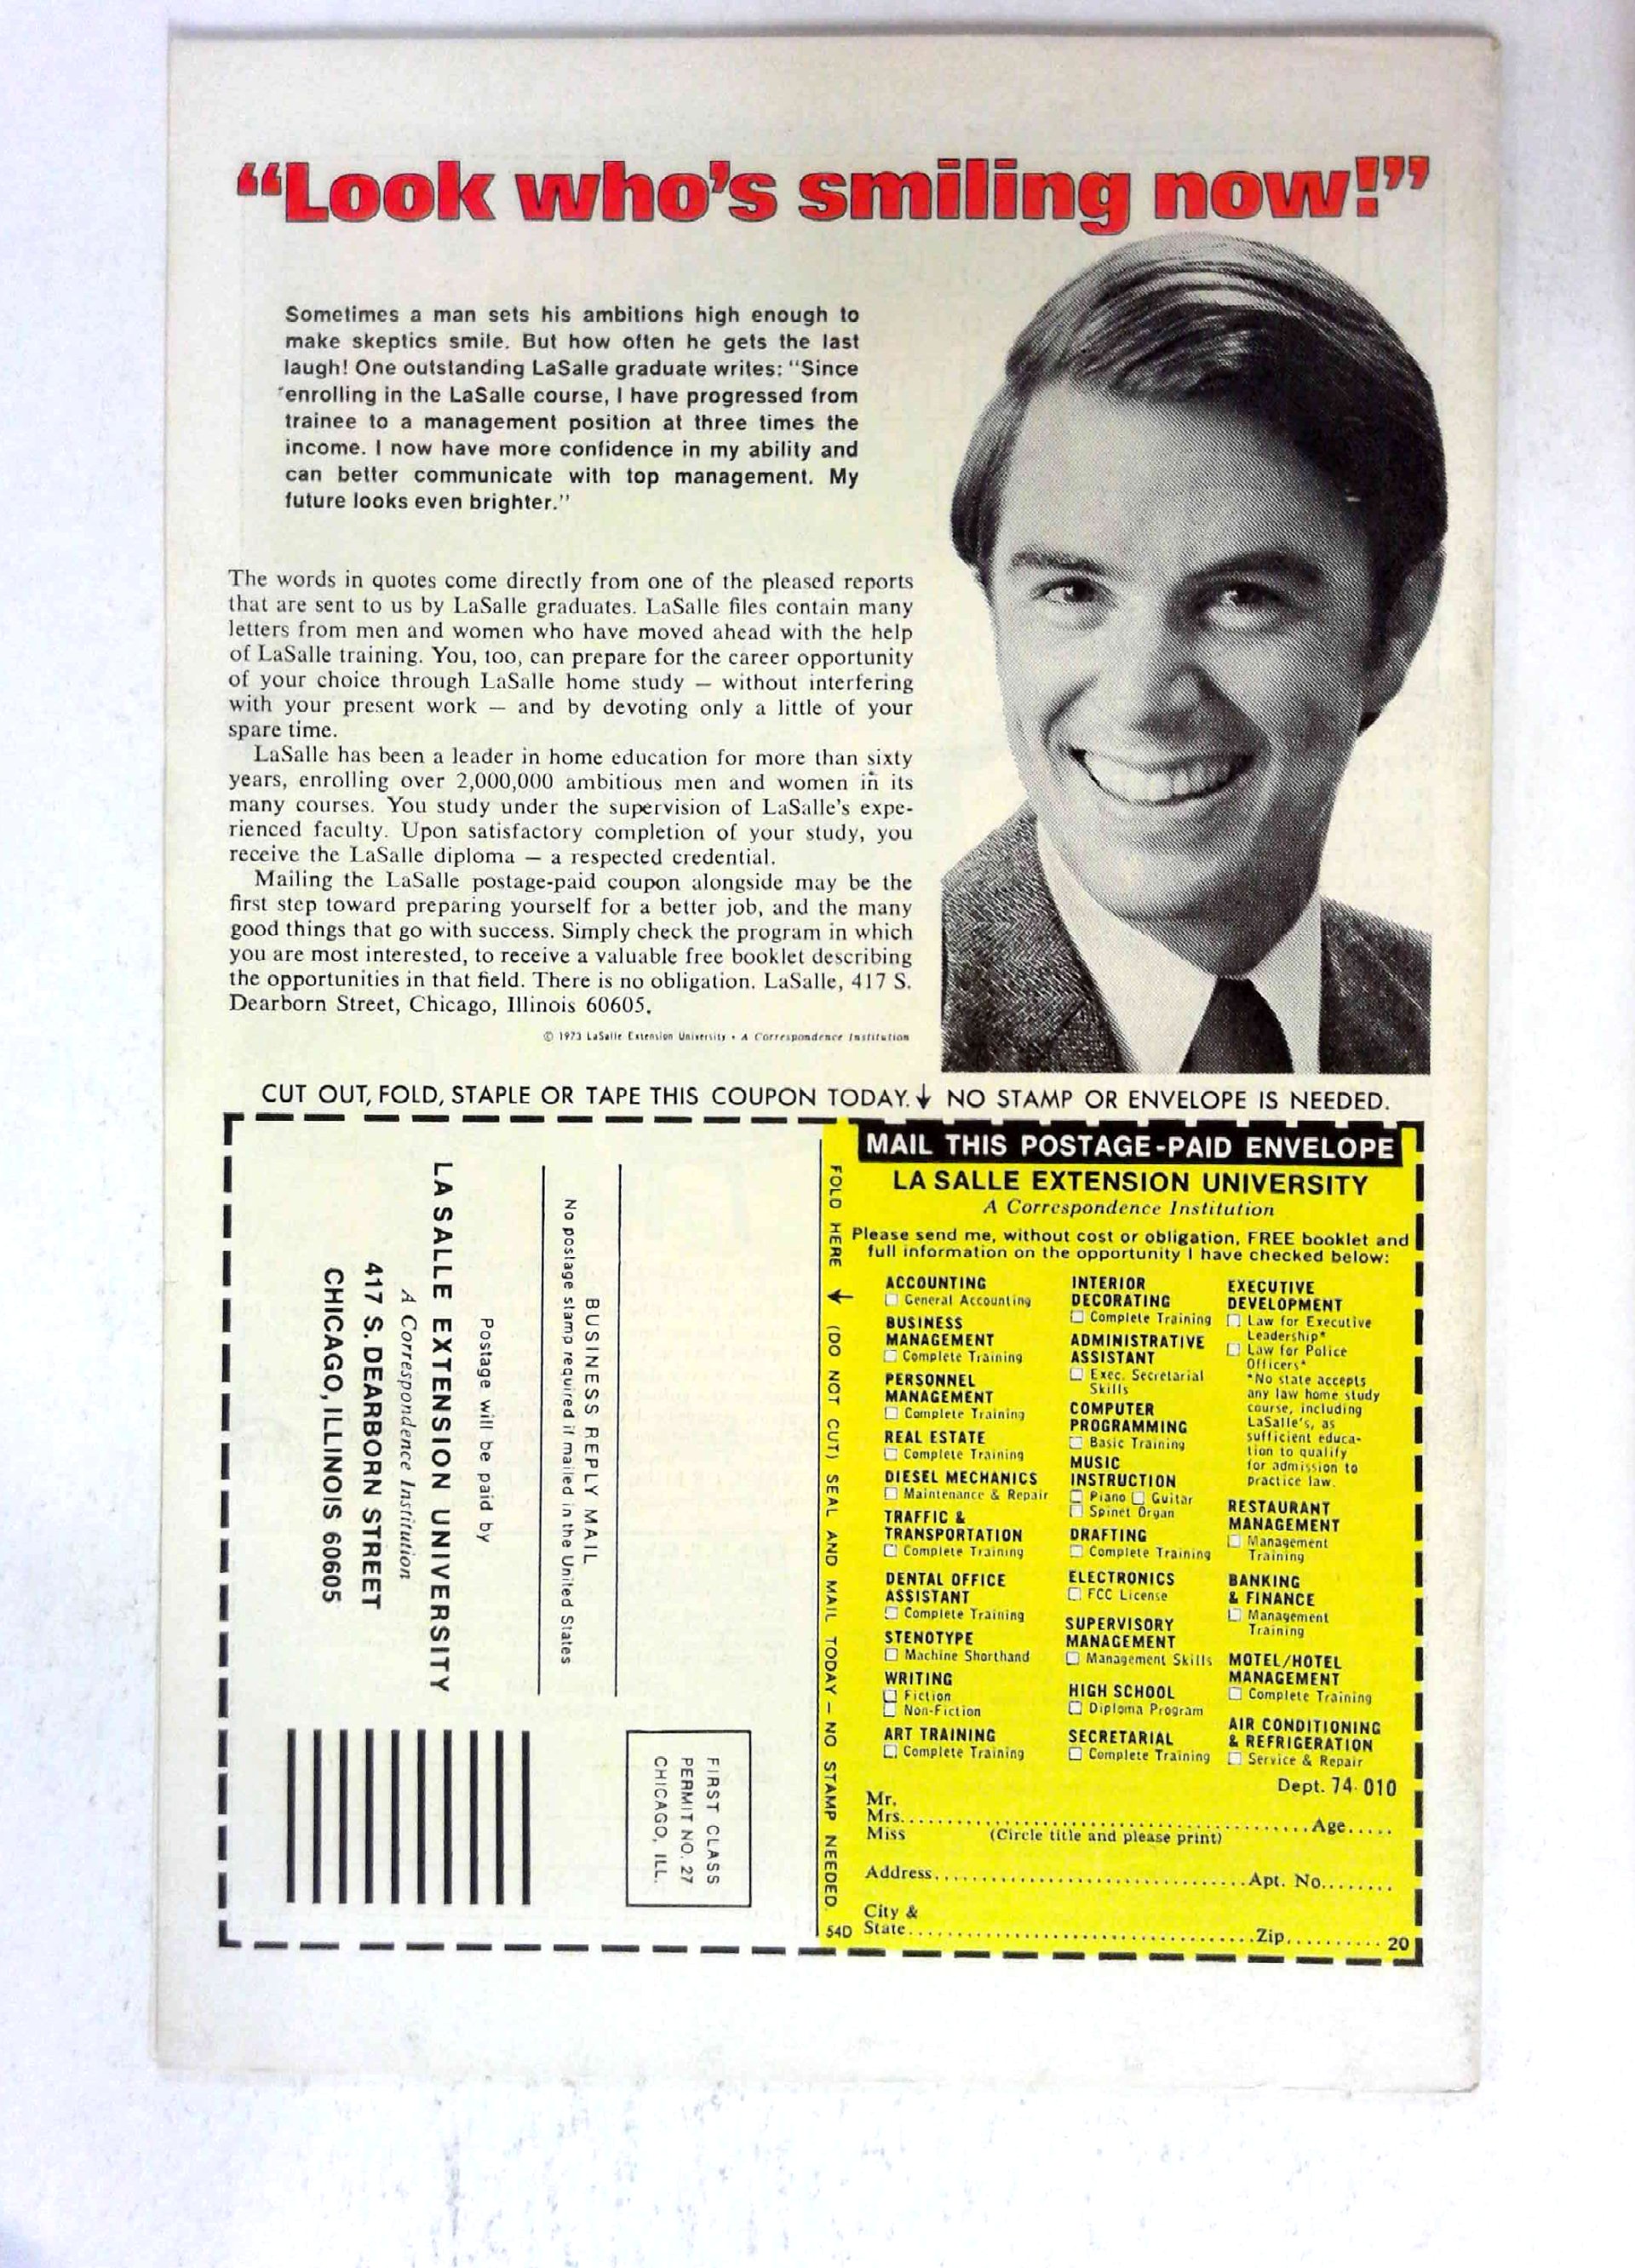 “Look who’s smiling now!”
Sometimes a man sets his ambitions high enough to
make skeptics smile. But how often he gets the last
laugh! One outstanding LaSalle graduate writes: “Since
enrolling in the LaSalle course, I have progressed from
trainee to a management position at three times the
income. I now have more confidence in my ability and
can better communicate with top management. My
future looks even brighter.”
The words in quotes come directly from one of the pleased reports
that are sent to us by LaSalle graduates. LaSalle files contain many
letters from men and women who have moved ahead with the help
of LaSalle training. You, too, can prepare for the career opportunity
of your choice through LaSalle home study — without interfering
with your present work — and by devoting only a little of your
spare time.
LaSalle has been a leader in home education for more than sixty
years, enrolling over 2,000,000 ambitious men and women in its
many courses. You study under the supervision of LaSalle's expe-
rienced faculty. Upon satisfactory completion of your study, you
receive the LaSalle diploma — a respected credential.
Mailing the LaSalle postage-paid coupon alongside may be the
first step toward preparing yourself for a better job, and the many
good things that go with success. Simply check the program in which
you are most interested, to receive a valuable free booklet describing
the opportunities in that field. There is no obligation. LaSalle, 417 S.
Dearborn Street, Chicago, Illinois 60605.
© 1973 LaSalle Extension University • A Correspondence Institution
CUT OUT, FOLD, STAPLE OR TAPE THIS COUPON TODAY. ↓ NO STAMP OR ENVELOPE IS NEEDED.
FIRST CLASS
PERMIT NO. 27
CHICAGO, ILL.
BUSINESS REPLY MAIL
No postage stamp required if mailed in the United States
Postage will be paid by
LA SALLE EXTENSION UNIVERSITY
A Correspondence Institution
417 S. DEARBORN STREET
CHICAGO, ILLINOIS 60605
FOLD HERE ↓ (DO NOT CUT) SEAL AND MAIL TODAY — NO STAMP NEEDED.
54D
MAIL THIS POSTAGE-PAID ENVELOPE
LA SALLE EXTENSION UNIVERSITY
A Correspondence Institution
Please send me, without cost or obligation, FREE booklet and
full information on the opportunity I have checked below:
ACCOUNTING
☐ General Accounting
BUSINESS
MANAGEMENT
☐ Complete Training
PERSONNEL
MANAGEMENT
☐ Complete Training
REAL ESTATE
☐ Complete Training
DIESEL MECHANICS
☐ Maintenance & Repair
TRAFFIC &
TRANSPORTATION
☐ Complete Training
DENTAL OFFICE
ASSISTANT
☐ Complete Training
STENOTYPE
☐ Machine Shorthand
WRITING
☐ Fiction
☐ Non-Fiction
ART TRAINING
☐ Complete Training
INTERIOR
DECORATING
☐ Complete Training
ADMINISTRATIVE
ASSISTANT
☐ Exec. Secretarial
Skills
COMPUTER
PROGRAMMING
☐ Basic Training
MUSIC
INSTRUCTION
☐ Piano ☐ Guitar
☐ Spinet Organ
DRAFTING
☐ Complete Training
ELECTRONICS
☐ FCC License
SUPERVISORY
MANAGEMENT
☐ Management Skills
HIGH SCHOOL
☐ Diploma Program
SECRETARIAL
☐ Complete Training
EXECUTIVE
DEVELOPMENT
☐ Law for Executive
Leadership*
☐ Law for Police
Officers*
*No state accepts
any law home study
course, including
LaSalle's, as
sufficient educa-
tion to qualify
for admission to
practice law.
RESTAURANT
MANAGEMENT
☐ Management
Training
BANKING
& FINANCE
☐ Management
Training
MOTEL/HOTEL
MANAGEMENT
☐ Complete Training
AIR CONDITIONING
& REFRIGERATION
☐ Service & Repair
Dept. 74-010
Mr.
Mrs. Age
Miss (Circle title and please print)
Address Apt. No.
City &
State Zip 20